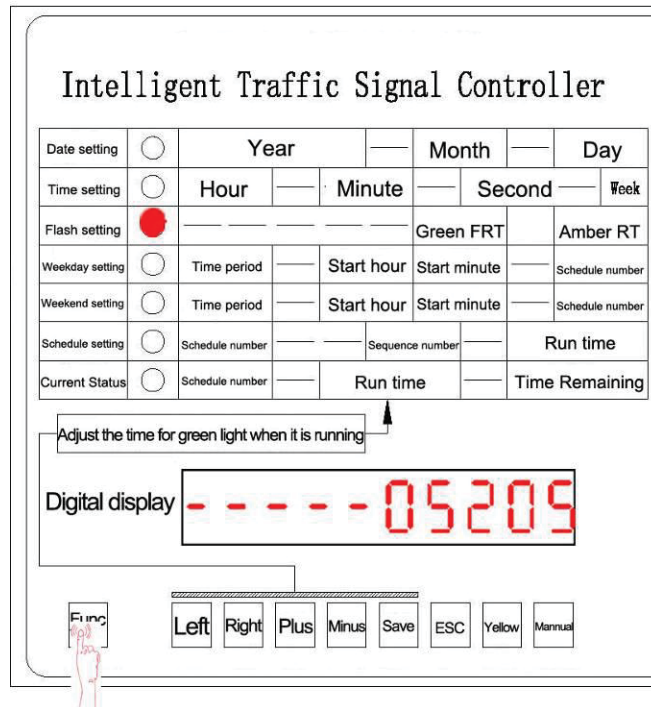 Intelligent Traffic Signal Controller
Date setting Year — Month — Day
Time setting Hour — Minute — Second — Week
Flash setting — — — — — Green FRT Amber RT
Weekday setting Time period — Start hour Start minute — Schedule number
Weekend setting Time period — Start hour Start minute — Schedule number
Schedule setting Schedule number — — Sequence number — Run time
Current Status Schedule number — Run time — Time Remaining
Adjust the time for green light when it is running
Digital display - - - - - 05205
Func Left Right Plus Minus Save ESC Yellow Mannual